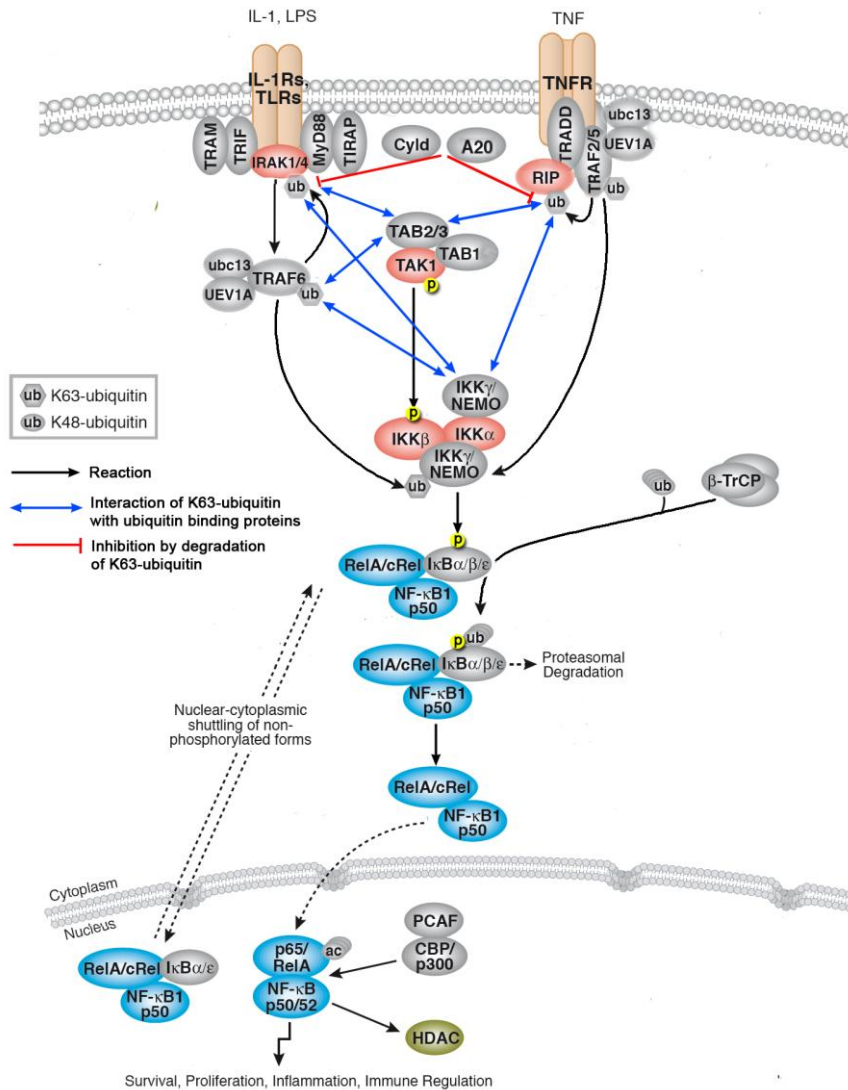 IL-1, LPS
TNF
IL-1Rs,
TLRs
TNFR
TRAM
TRIF
IRAK1/4
MyD88
TIRAP
ub
Cyld
A20
RIP
ub
TRADD
TRAF2/5
ubc13
UEV1A
ub
TAB2/3
TAB1
TAK1
p
ubc13
UEV1A
TRAF6
ub
IKKγ/
NEMO
p
IKKβ
IKKα
IKKγ/
NEMO
ub
ub K63-ubiquitin
ub K48-ubiquitin
Reaction
Interaction of K63-ubiquitin
with ubiquitin binding proteins
Inhibition by degradation
of K63-ubiquitin
ub
β-TrCP
p
RelA/cRel
IκBα/β/ε
NF-κB1
p50
p
ub
RelA/cRel
IκBα/β/ε
NF-κB1
p50
Proteasomal
Degradation
Nuclear-cytoplasmic
shuttling of non-
phosphorylated forms
RelA/cRel
NF-κB1
p50
Cytoplasm
Nucleus
RelA/cRel
IκBα/ε
NF-κB1
p50
p65/
RelA
ac
NF-κB
p50/52
PCAF
CBP/
p300
HDAC
Survival, Proliferation, Inflammation, Immune Regulation